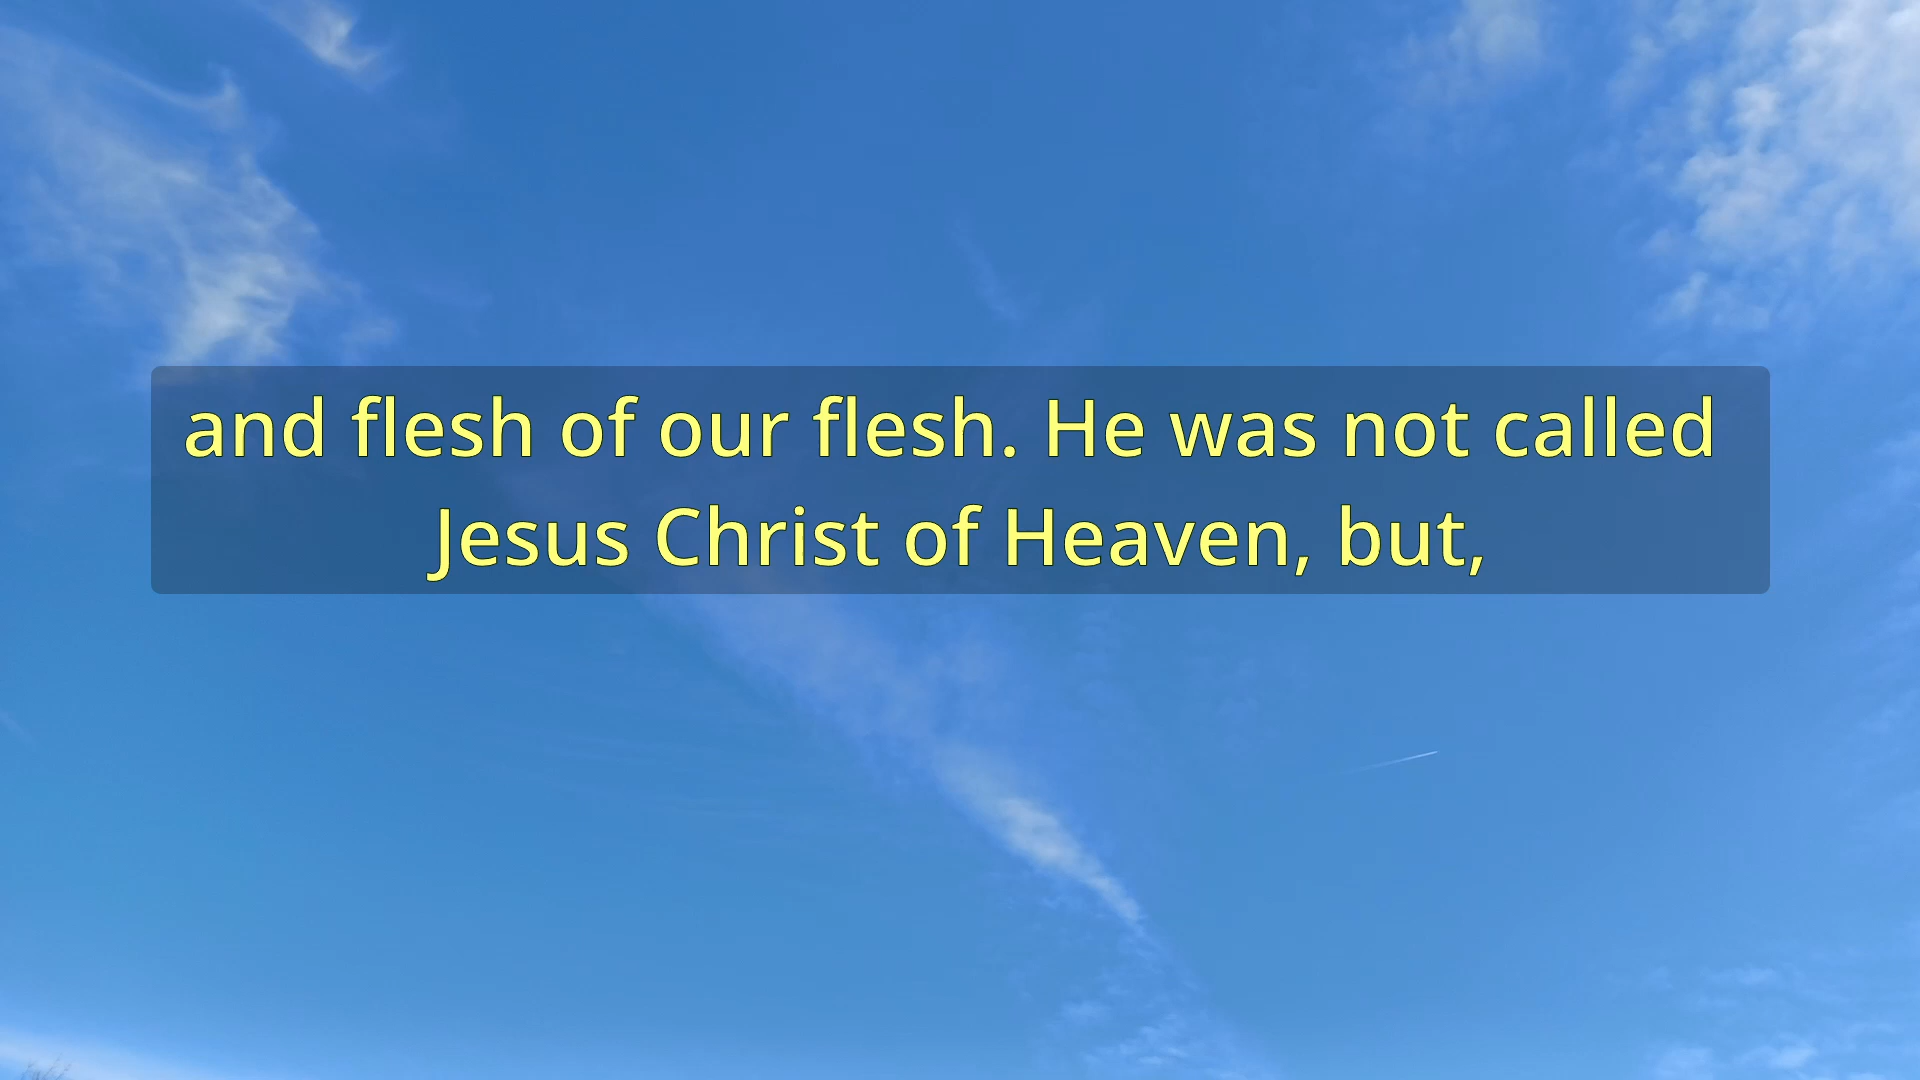 and flesh of our flesh. He was not called
Jesus Christ of Heaven, but,